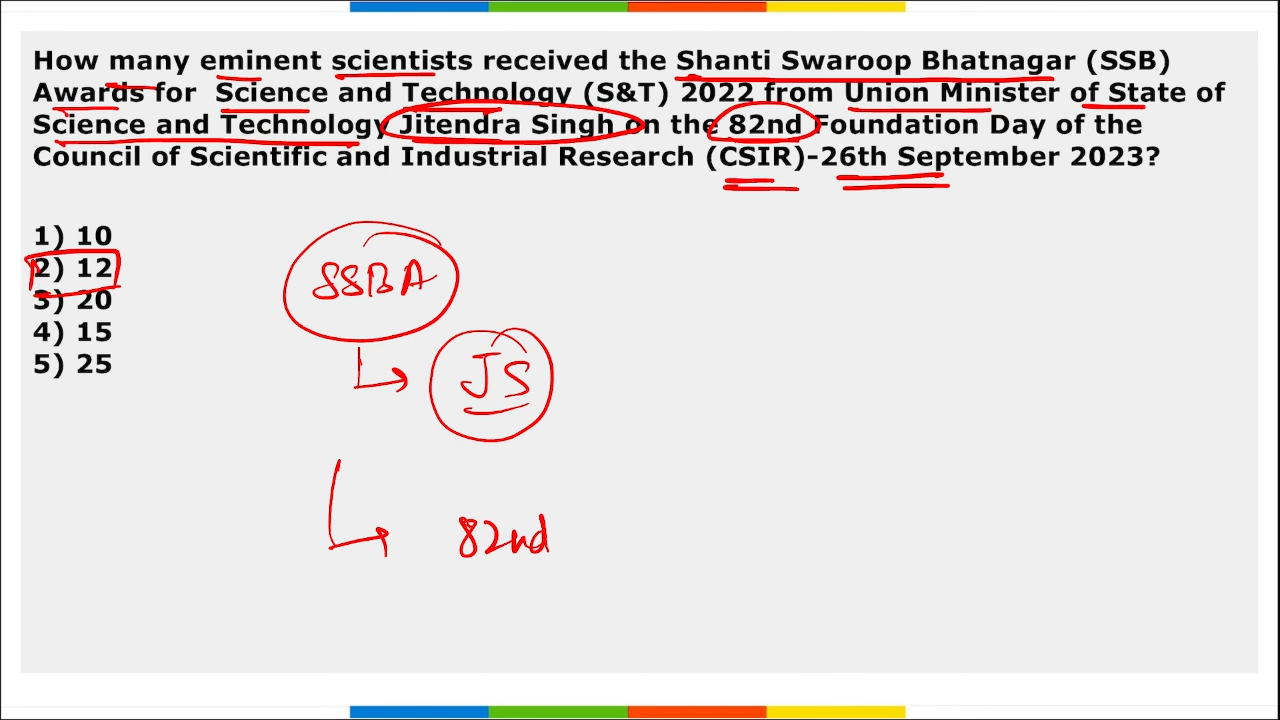 How many eminent scientists received the Shanti Swaroop Bhatnagar (SSB)
Awards for Science and Technology (S&T) 2022 from Union Minister of State of
Science and Technology Jitendra Singh on the 82nd Foundation Day of the
Council of Scientific and Industrial Research (CSIR)-26th September 2023?
1) 10
2) 12
3) 20
4) 15
5) 25
SSBA
JS
82nd